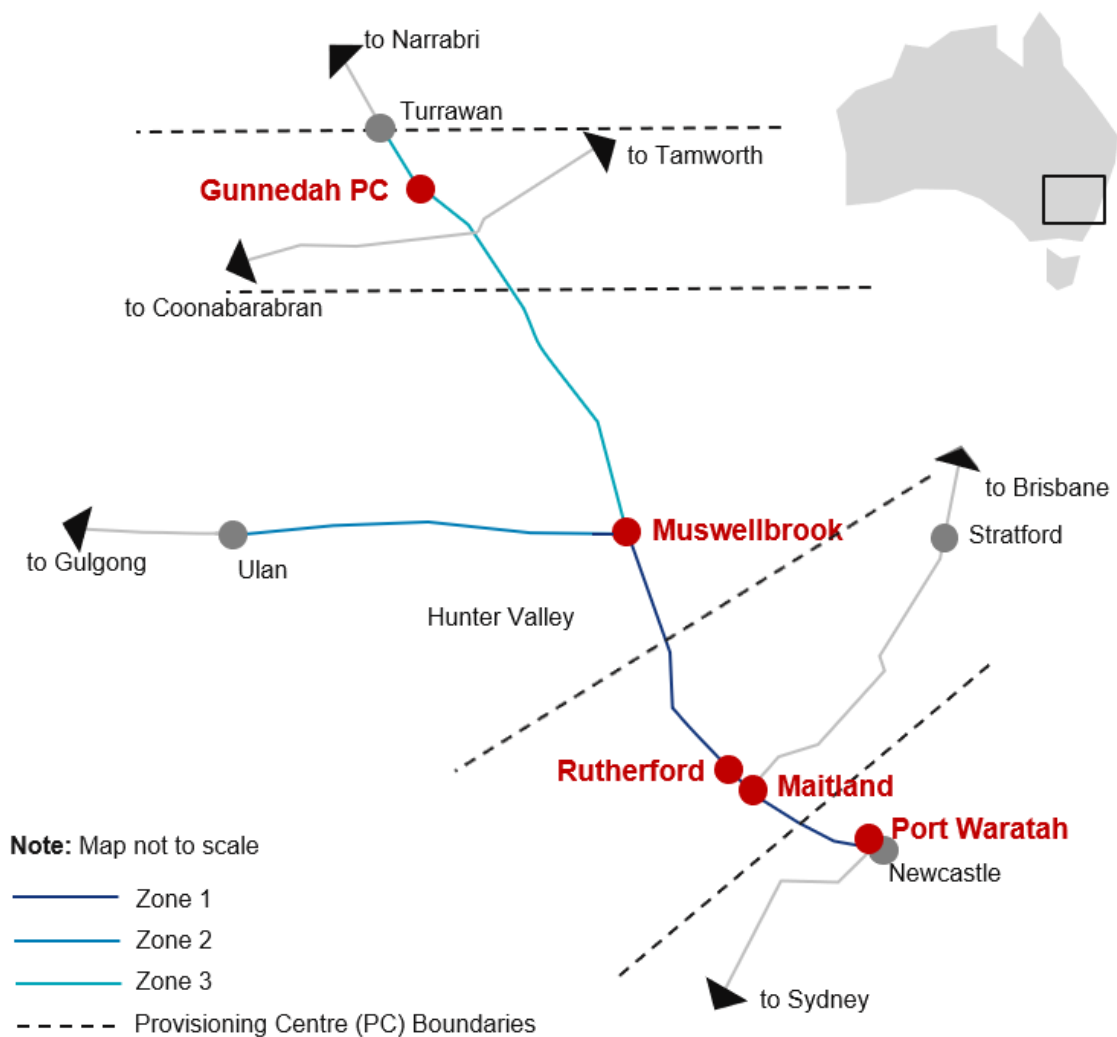 to Narrabri
Turrawan
to Tamworth
Gunnedah PC
to Coonabarabran
to Brisbane
Muswellbrook
Stratford
to Gulgong
Ulan
Hunter Valley
Rutherford
Maitland
Port Waratah
Note: Map not to scale
Newcastle
Zone 1
Zone 2
Zone 3
to Sydney
Provisioning Centre (PC) Boundaries